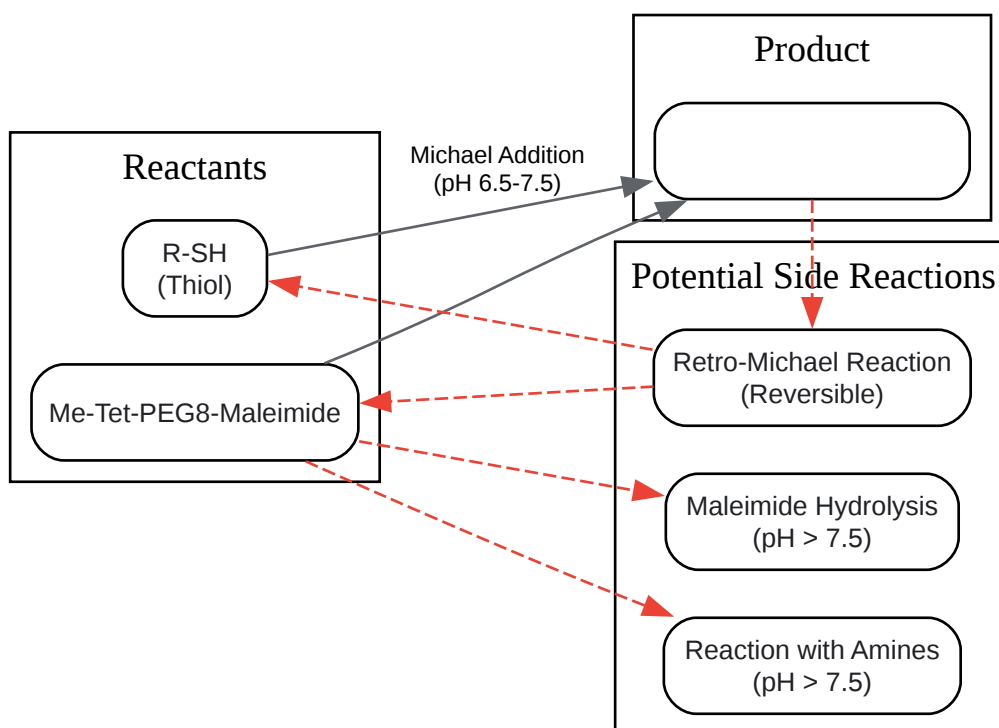 Product
Reactants
Michael Addition
(pH 6.5-7.5)
R-SH
(Thiol)
Me-Tet-PEG8-Maleimide
Potential Side Reactions
Retro-Michael Reaction
(Reversible)
Maleimide Hydrolysis
(pH > 7.5)
Reaction with Amines
(pH > 7.5)